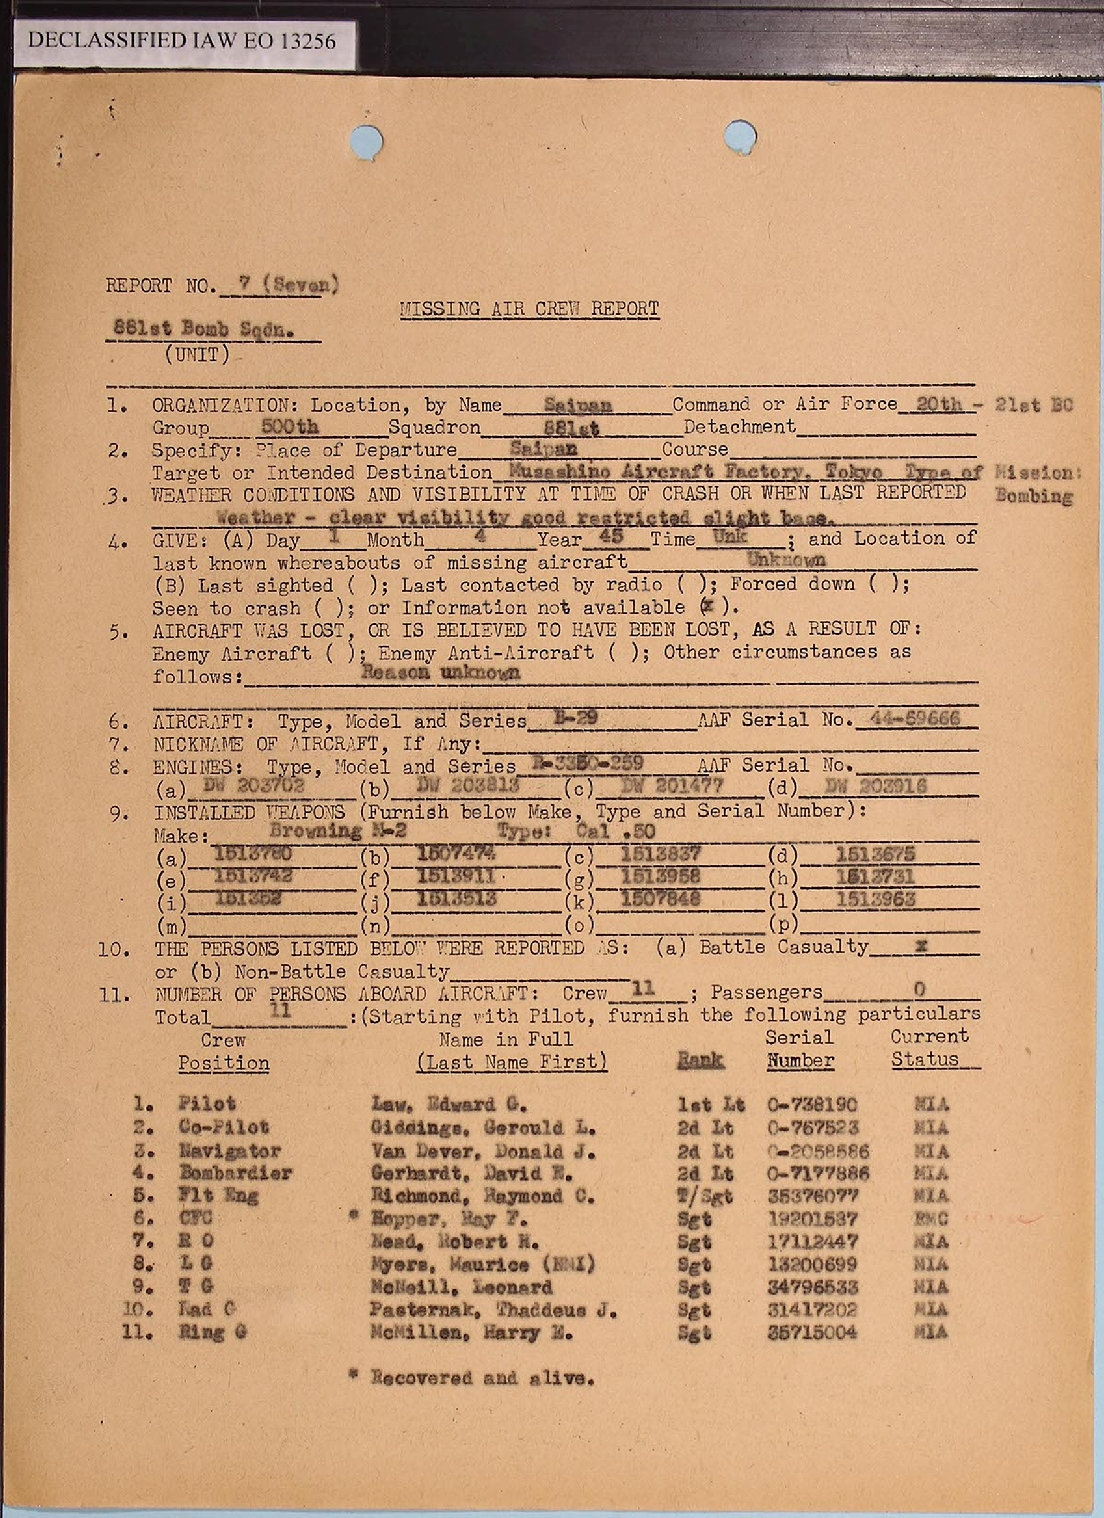 DECLASSIFIED IAW EO 13256
REPORT NO. 7 (Seven)
MISSING AIR CREW REPORT
881st Bomb Sqdn.
(UNIT)
1. ORGANIZATION: Location, by Name Saipan Command or Air Force 20th - 21st BC
Group 500th Squadron 881st Detachment
2. Specify: Place of Departure Saipan Course
Target or Intended Destination Musashino Aircraft Factory, Tokyo Type of Mission:
3. WEATHER CONDITIONS AND VISIBILITY AT TIME OF CRASH OR WHEN LAST REPORTED Bombing
Weather - clear visibility good restricted slight haze.
4. GIVE: (A) Day 1 Month 4 Year 45 Time Unk ; and Location of
last known whereabouts of missing aircraft Unknown
(B) Last sighted ( ); Last contacted by radio ( ); Forced down ( );
Seen to crash ( ); or Information not available (x ).
5. AIRCRAFT WAS LOST, OR IS BELIEVED TO HAVE BEEN LOST, AS A RESULT OF:
Enemy Aircraft ( ); Enemy Anti-Aircraft ( ); Other circumstances as
follows: Reason unknown
6. AIRCRAFT: Type, Model and Series B-29 AAF Serial No. 44-69666
7. NICKNAME OF AIRCRAFT, If Any:
8. ENGINES: Type, Model and Series R-3350-259 AAF Serial No.
(a) DW 203702 (b) DW 203813 (c) DW 201477 (d) DW 203916
9. INSTALLED WEAPONS (Furnish below Make, Type and Serial Number):
Make: Browning M-2 Type: Cal .50
(a) 1513780 (b) 1507474 (c) 1513837 (d) 1513675
(e) 1513742 (f) 1513911 (g) 1513958 (h) 1513731
(i) 151352 (j) 1513513 (k) 1507848 (l) 1513963
(m) (n) (o) (p)
10. THE PERSONS LISTED BELOW WERE REPORTED AS: (a) Battle Casualty x
or (b) Non-Battle Casualty
11. NUMBER OF PERSONS ABOARD AIRCRAFT: Crew 11 ; Passengers 0
Total 11 :(Starting with Pilot, furnish the following particulars
Crew Name in Full Serial Current
Position (Last Name First) Rank Number Status
1. Pilot Law, Edward G. 1st Lt O-738190 MIA
2. Co-Pilot Giddings, Gerould L. 2d Lt O-767523 MIA
3. Navigator Van Dever, Donald J. 2d Lt O-2058586 MIA
4. Bombardier Gerhardt, David E. 2d Lt O-7177886 MIA
5. Flt Eng Richmond, Raymond C. T/Sgt 35376077 MIA
6. CFC * Hopper, Ray F. Sgt 19201537 RMC
7. R O Nead, Robert H. Sgt 17112447 MIA
8. L G Myers, Maurice (NMI) Sgt 13200699 MIA
9. T G McNeill, Leonard Sgt 34796533 MIA
10. Rad O Pasternak, Thaddeus J. Sgt 31417202 MIA
11. Ring G McMillen, Harry E. Sgt 35715004 MIA
* Recovered and alive.